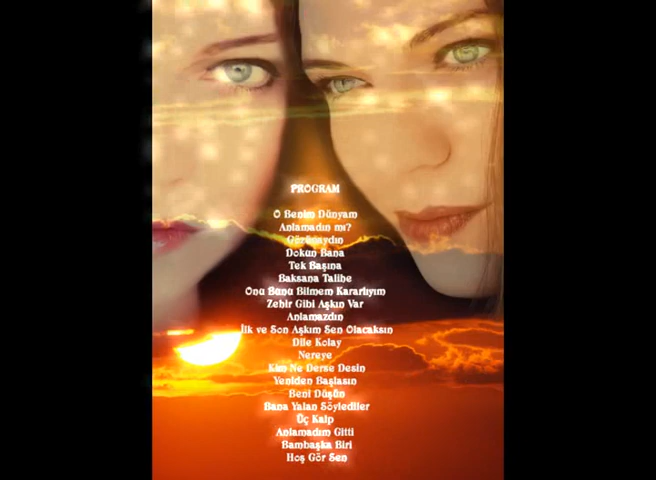 PROGRAM
O Benim Dünyam
Anlamadın mı?
Gözünaydın
Dokun Bana
Tek Başına
Baksana Talihe
Onu Bunu Bilmem Kararlıyım
Zehir Gibi Aşkın Var
Anlamazdın
İlk ve Son Aşkım Sen Olacaksın
Dile Kolay
Nereye
Kim Ne Derse Desin
Yeniden Başlasın
Beni Düşün
Bana Yalan Söylediler
Üç Kalp
Anlamadım Gitti
Bambaşka Biri
Hoş Gör Sen